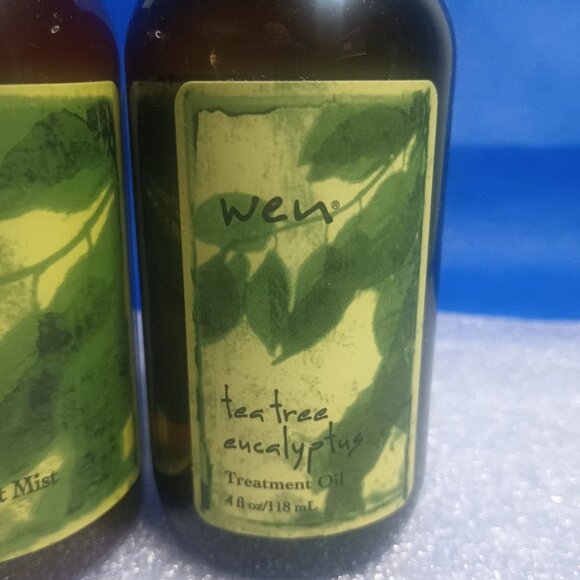 wen®
tea tree
eucalyptus
Treatment Oil
4 fl oz/118 mL
t Mist